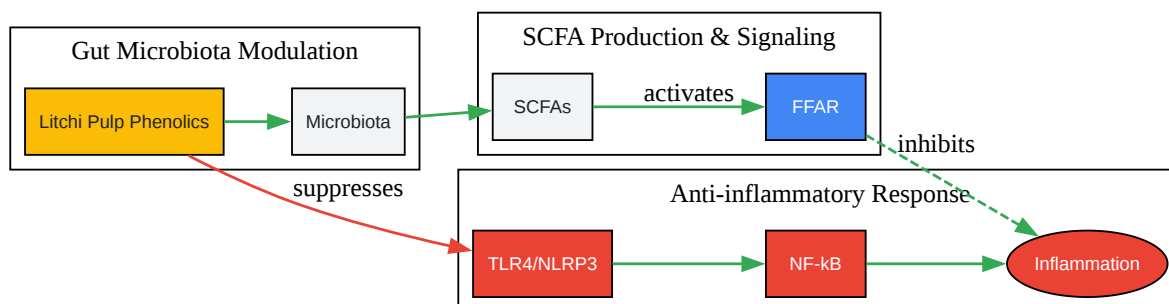 Gut Microbiota Modulation
Litchi Pulp Phenolics
Microbiota
SCFA Production & Signaling
SCFAs
activates
FFAR
inhibits
suppresses
Anti-inflammatory Response
TLR4/NLRP3
NF-kB
Inflammation